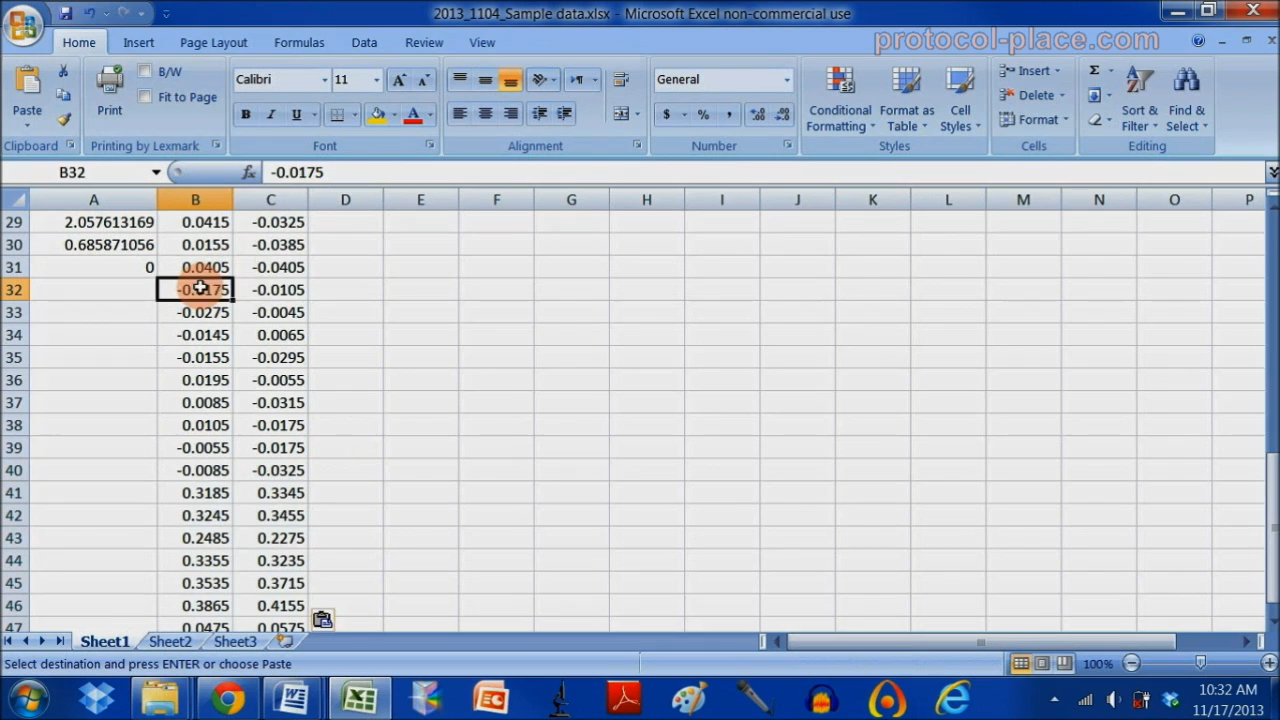 2013_1104_Sample data.xlsx - Microsoft Excel non-commercial use
Home Insert Page Layout Formulas Data Review View
protocol-place.com
Paste
Clipboard
Print
B/W
Fit to Page
Printing by Lexmark
Calibri 11
B I U
Font
Alignment
General
$ % ,
Number
Conditional Formatting
Format as Table
Cell Styles
Styles
Insert
Delete
Format
Cells
Sort & Filter
Find & Select
Editing
B32 fx -0.0175
A B C D E F G H I J K L M N O P
29 2.057613169 0.0415 -0.0325
30 0.685871056 0.0155 -0.0385
31 0 0.0405 -0.0405
32 -0.0175 -0.0105
33 -0.0275 -0.0045
34 -0.0145 0.0065
35 -0.0155 -0.0295
36 0.0195 -0.0055
37 0.0085 -0.0315
38 0.0105 -0.0175
39 -0.0055 -0.0175
40 -0.0085 -0.0325
41 0.3185 0.3345
42 0.3245 0.3455
43 0.2485 0.2275
44 0.3355 0.3235
45 0.3535 0.3715
46 0.3865 0.4155
47 0.0475 0.0575
Sheet1 Sheet2 Sheet3
Select destination and press ENTER or choose Paste 100%
10:32 AM
11/17/2013